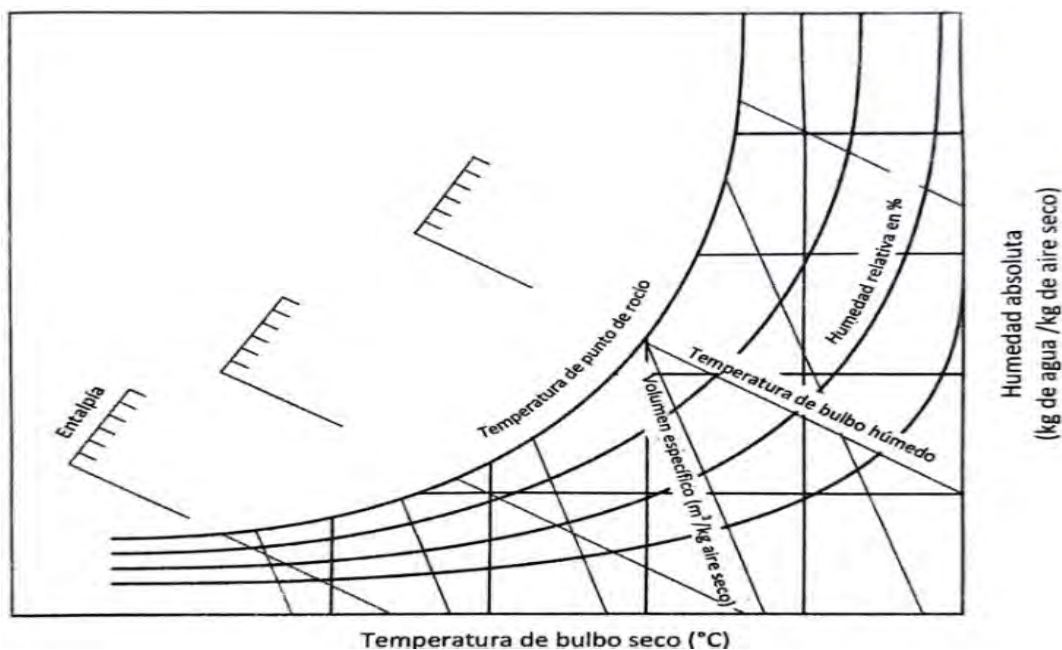 Entalpía
Temperatura de punto de rocío
Humedad relativa en %
Temperatura de bulbo húmedo
Volumen específico (m³/kg aire seco)
Humedad absoluta
(kg de agua /kg de aire seco)
Temperatura de bulbo seco (°C)